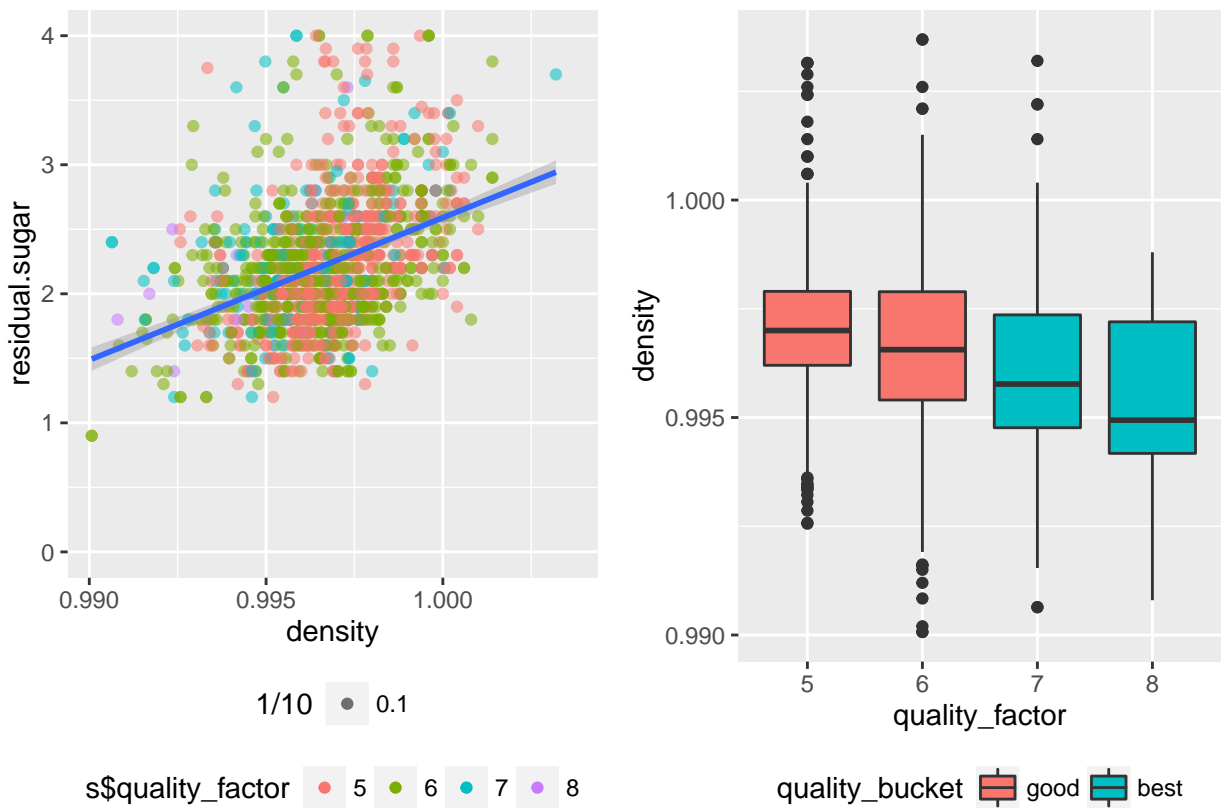 4
3
2
1
0
residual.sugar
0.990 0.995 1.000
density
1/10 0.1
s$quality_factor 5 6 7 8
1.000
0.995
0.990
density
5 6 7 8
quality_factor
quality_bucket good best